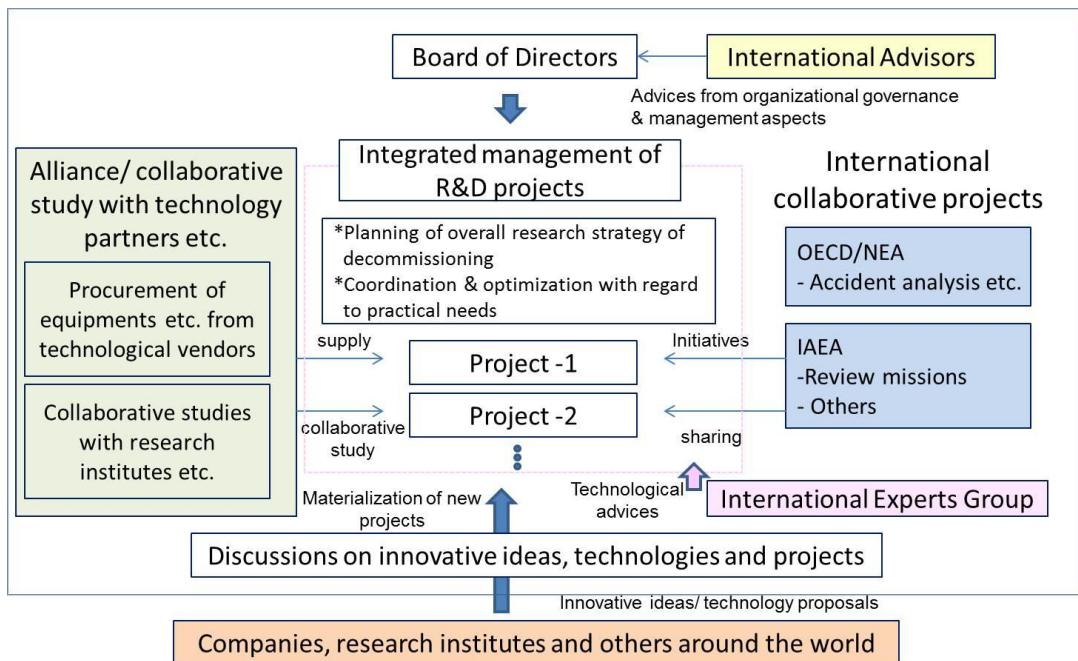 Board of Directors
International Advisors
Advices from organizational governance
& management aspects
Alliance/ collaborative
study with technology
partners etc.
Procurement of
equipments etc. from
technological vendors
Collaborative studies
with research
institutes etc.
Integrated management of
R&D projects
*Planning of overall research strategy of
decommissioning
*Coordination & optimization with regard
to practical needs
supply
Project -1
Initiatives
collaborative
study
Project -2
sharing
International
collaborative projects
OECD/NEA
- Accident analysis etc.
IAEA
-Review missions
- Others
Materialization of new
projects
Technological
advices
International Experts Group
Discussions on innovative ideas, technologies and projects
Innovative ideas/ technology proposals
Companies, research institutes and others around the world